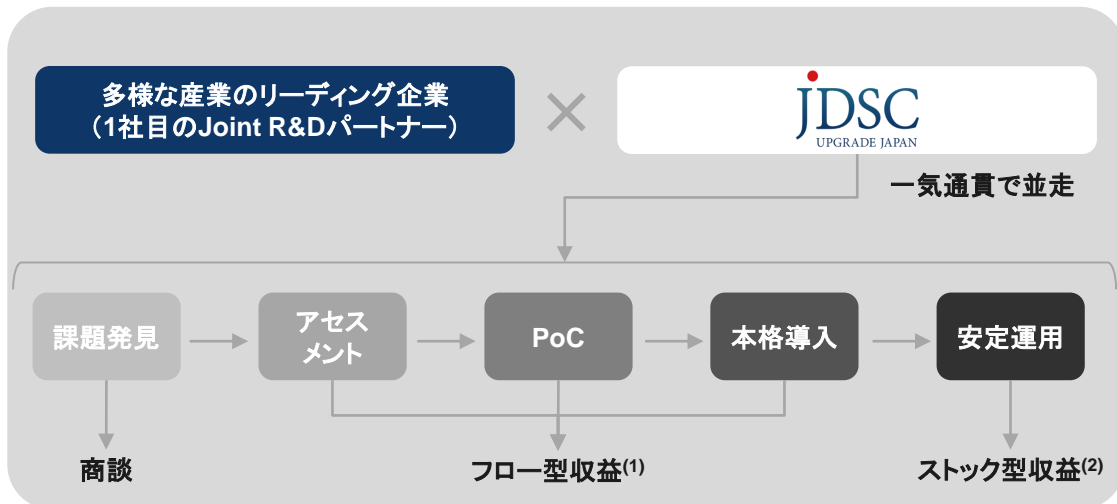 多様な産業のリーディング企業
（1社目のJoint R&Dパートナー）
×
JDSC
UPGRADE JAPAN
一気通貫で並走
課題発見
アセス
メント
PoC
本格導入
安定運用
商談
フロー型収益(1)
ストック型収益(2)